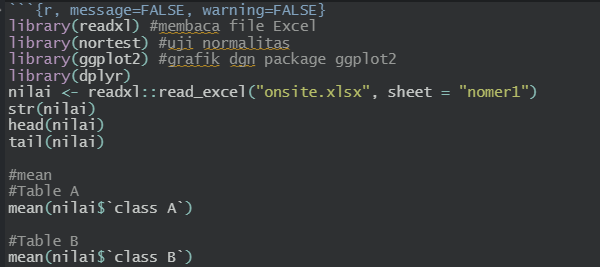 ```{r, message=FALSE, warning=FALSE}
library(readxl) #membaca file Excel
library(nortest) #uji normalitas
library(ggplot2) #grafik dgn package ggplot2
library(dplyr)
nilai <- readxl::read_excel("onsite.xlsx", sheet = "nomer1")
str(nilai)
head(nilai)
tail(nilai)
#mean
#Table A
mean(nilai$`class A`)
#Table B
mean(nilai$`class B`)